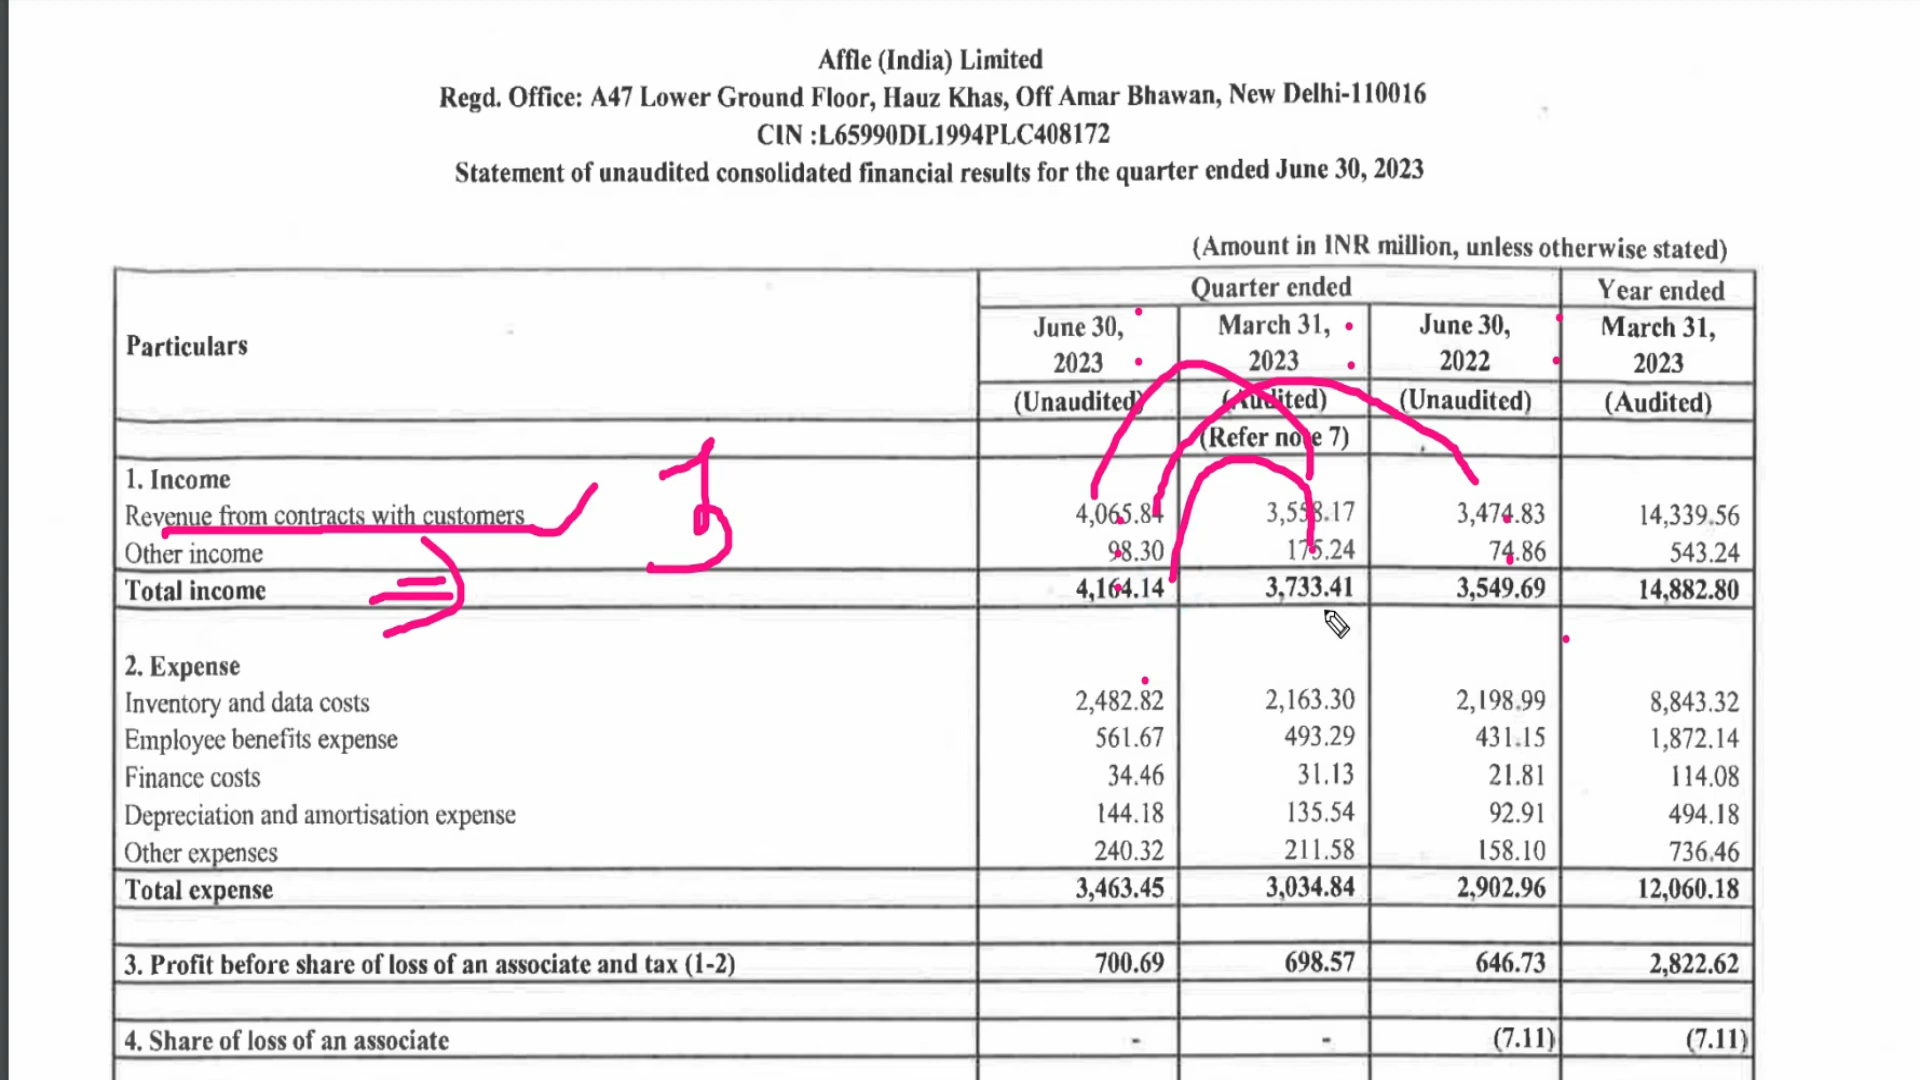 Affle (India) Limited
Regd. Office: A47 Lower Ground Floor, Hauz Khas, Off Amar Bhawan, New Delhi-110016
CIN :L65990DL1994PLC408172
Statement of unaudited consolidated financial results for the quarter ended June 30, 2023
(Amount in INR million, unless otherwise stated)
Particulars Quarter ended Year ended
June 30, 2023 March 31, 2023 June 30, 2022 March 31, 2023
(Unaudited) (Audited) (Unaudited) (Audited)
(Refer note 7)
1. Income
Revenue from contracts with customers 4,065.84 3,558.17 3,474.83 14,339.56
Other income 98.30 175.24 74.86 543.24
Total income 4,164.14 3,733.41 3,549.69 14,882.80
2. Expense
Inventory and data costs 2,482.82 2,163.30 2,198.99 8,843.32
Employee benefits expense 561.67 493.29 431.15 1,872.14
Finance costs 34.46 31.13 21.81 114.08
Depreciation and amortisation expense 144.18 135.54 92.91 494.18
Other expenses 240.32 211.58 158.10 736.46
Total expense 3,463.45 3,034.84 2,902.96 12,060.18
3. Profit before share of loss of an associate and tax (1-2) 700.69 698.57 646.73 2,822.62
4. Share of loss of an associate - - (7.11) (7.11)